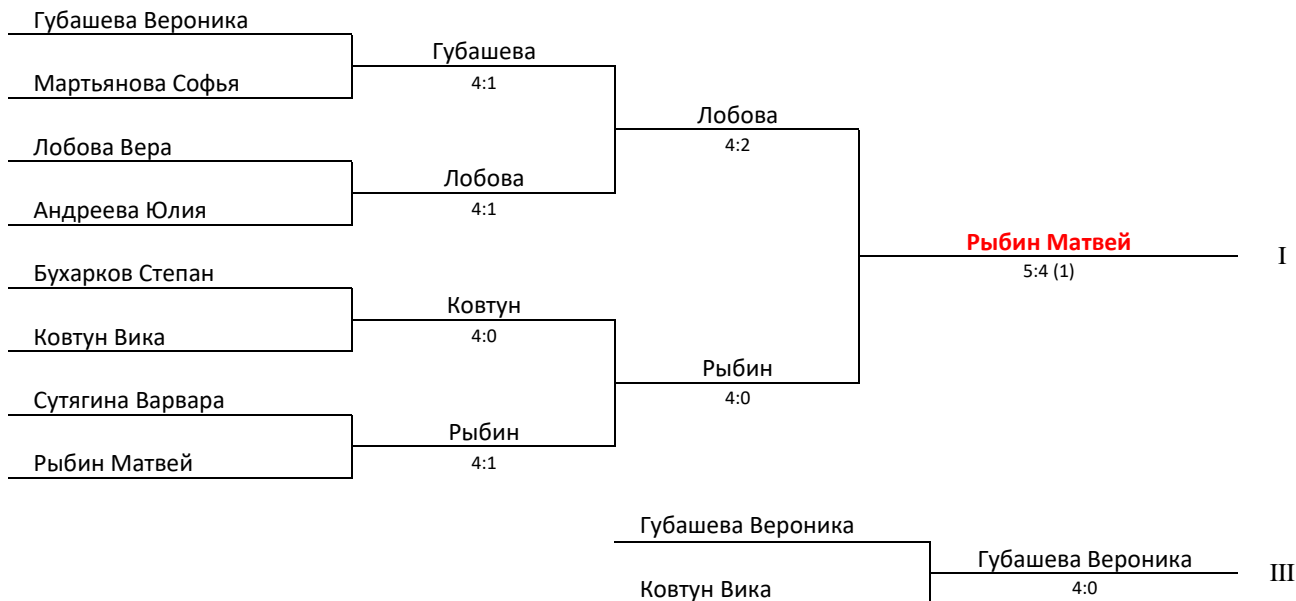 Губашева Вероника
Губашева
4:1
Мартьянова Софья
Лобова
4:2
Лобова Вера
Лобова
4:1
Андреева Юлия
Рыбин Матвей
5:4 (1)
I
Бухарков Степан
Ковтун
4:0
Ковтун Вика
Рыбин
4:0
Сутягина Варвара
Рыбин
4:1
Рыбин Матвей
Губашева Вероника
Губашева Вероника
4:0
III
Ковтун Вика